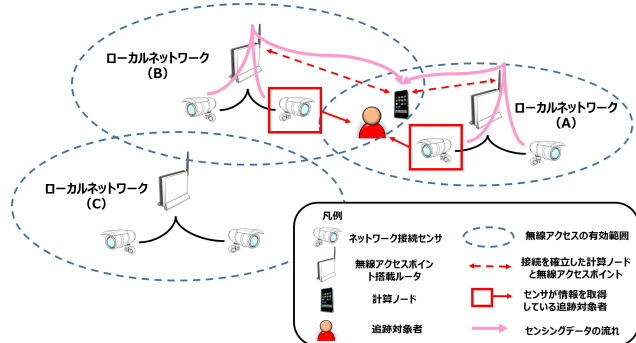 ローカルネットワーク
（B）
ローカルネットワーク
（A）
ローカルネットワーク
（C）
凡例
ネットワーク接続センサ
無線アクセスポイ
ント搭載ルータ
計算ノード
追跡対象者
無線アクセスの有効範囲
接続を確立した計算ノード
と無線アクセスポイント
センサが情報を取得
している追跡対象者
センシングデータの流れ